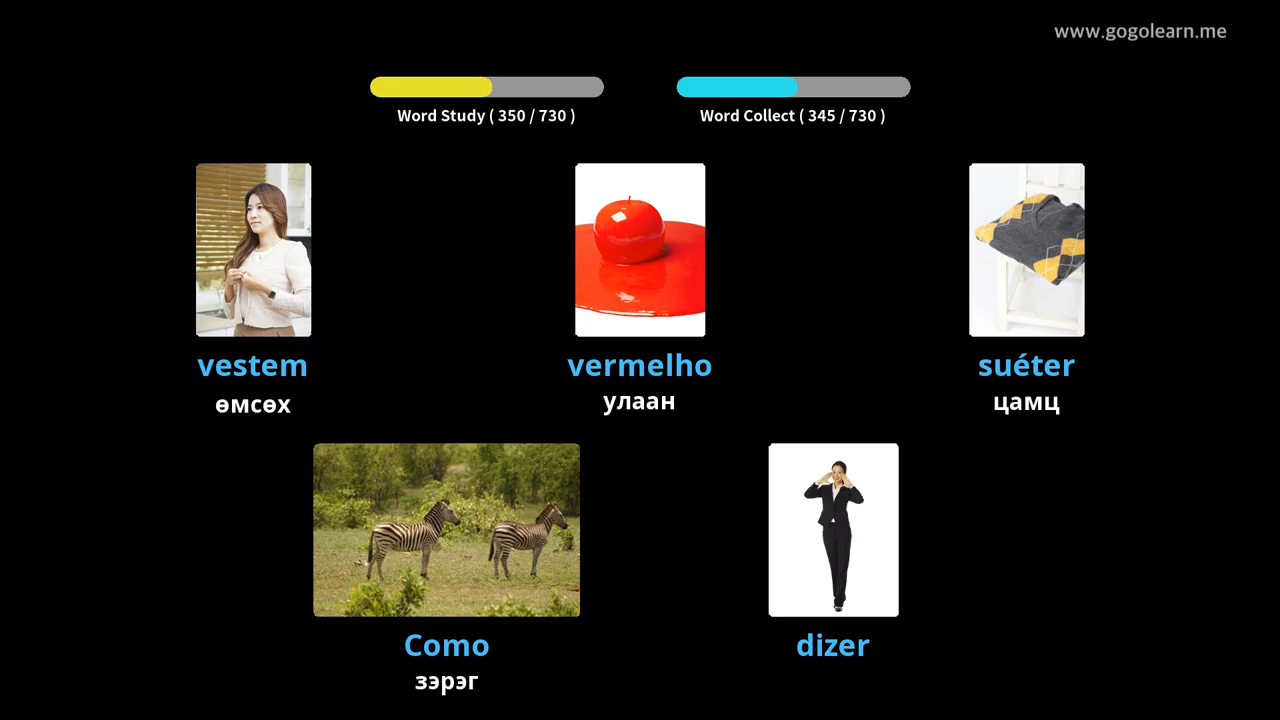 www.gogolearn.me
Word Study ( 350 / 730 )
Word Collect ( 345 / 730 )
vestem
өмсөх
vermelho
улаан
suéter
цамц
Como
зэрэг
dizer